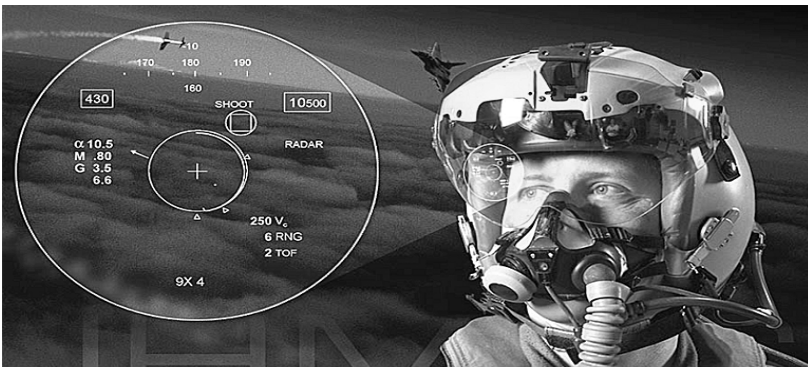 -10
170 180 190
160
430
SHOOT
10500
RADAR
α 10.5
M .80
G 3.5
6.6
250 Vc
6 RNG
2 TOF
9X 4
JHMC